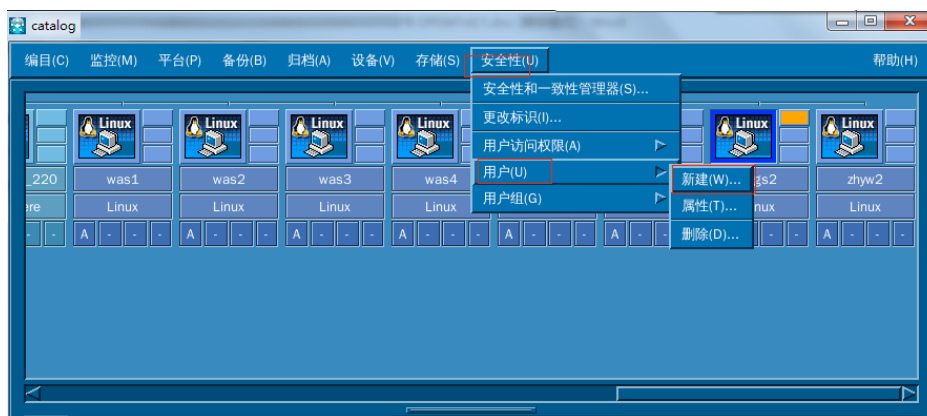 catalog
编目(C) 监控(M) 平台(P) 备份(B) 归档(A) 设备(V) 存储(S) 安全性(U) 帮助(H)
安全性和一致性管理器(S)...
更改标识(I)...
用户访问权限(A)
用户(U)
用户组(G)
新建(W)...
属性(T)...
删除(D)...
Linux Linux Linux Linux Linux Linux
_220 was1 was2 was3 was4 gs2 zhyw2
ere Linux Linux Linux Linux nux Linux
- - A - - - A - - - A - - - A - - - A - - - A - - - - A - - -